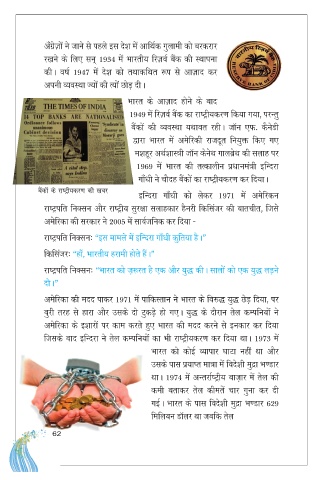 अँग्रेज़ों ने जाने से पहले इस देश में आर्थिक गुलामी को बरकरार
रखने के लिए सन् 1934 में भारतीय रिज़र्व बैंक की स्थापना
की। वर्ष 1947 में देश को तथाकथित रूप से आज़ाद कर
अपनी व्यवस्था ज्यों की त्यों छोड़ दी।
भारत के आज़ाद होने के बाद
1949 में रिज़र्व बैंक का राष्ट्रीयकरण किया गया, परन्तु
बैंकों की व्यवस्था यथावत रही। जॉन एफ. कैनेडी
द्वारा भारत में अमेरिकी राजदूत नियुक्त किए गए
मशहूर अर्थशास्त्री जॉन केनेथ गालब्रेथ की सलाह पर
1969 में भारत की तत्कालीन प्रधानमंत्री इन्दिरा
गाँधी ने चौदह बैंकों का राष्ट्रीयकरण कर दिया।
THE TIMES OF INDIA
14 TOP BANKS ARE NATIONALISED
बैंकों के राष्ट्रीयकरण की खबर
इन्दिरा गाँधी को लेकर 1971 में अमेरिकन
राष्ट्रपति निक्सन और राष्ट्रीय सुरक्षा सलाहकार हैनरी किसिंजर की बातचीत, जिसे
अमेरिका की सरकार ने 2005 में सार्वजनिक कर दिया -
राष्ट्रपति निक्सनः “इस मामले में इन्दिरा गाँधी कुतिया है।”
किसिंजरः “हाँ, भारतीय हरामी होते हैं।”
राष्ट्रपति निक्सनः “भारत को ज़रूरत है एक और युद्ध की। सालों को एक युद्ध लड़ने
दो।”
अमेरिका की मदद पाकर 1971 में पाकिस्तान ने भारत के विरुद्ध युद्ध छेड़ दिया, पर
बुरी तरह से हारा और उसके दो टुकड़े हो गए। युद्ध के दौरान तेल कम्पनियों ने
अमेरिका के इशारों पर काम करते हुए भारत की मदद करने से इनकार कर दिया
जिसके बाद इन्दिरा ने तेल कम्पनियों का भी राष्ट्रीयकरण कर दिया था। 1973 में
भारत को कोई व्यापार घाटा नहीं था और
उसके पास प्रयाप्त मात्रा में विदेशी मुद्रा भण्डार
था। 1974 में अन्तर्राष्ट्रीय बाज़ार में तेल की
कमी बताकर तेल कीमतें चार गुना कर दी
गई। भारत के पास विदेशी मुद्रा भण्डार 629
मिलियन डॉलर था जबकि तेल
62